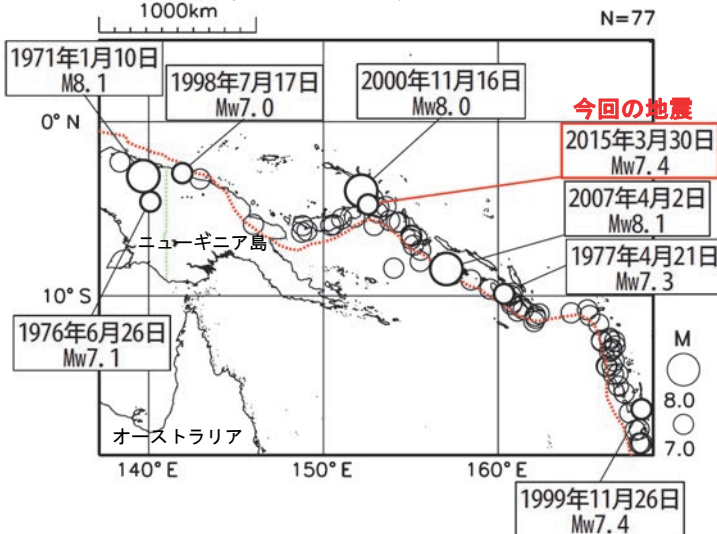 1000km
N=77
1971年1月10日
M8.1
1998年7月17日
Mw7.0
2000年11月16日
Mw8.0
今回の地震
2015年3月30日
Mw7.4
0°N
2007年4月2日
Mw8.1
ニューギニア島
1977年4月21日
Mw7.3
10°S
1976年6月26日
Mw7.1
M
8.0
7.0
オーストラリア
140°E
150°E
160°E
1999年11月26日
Mw7.4